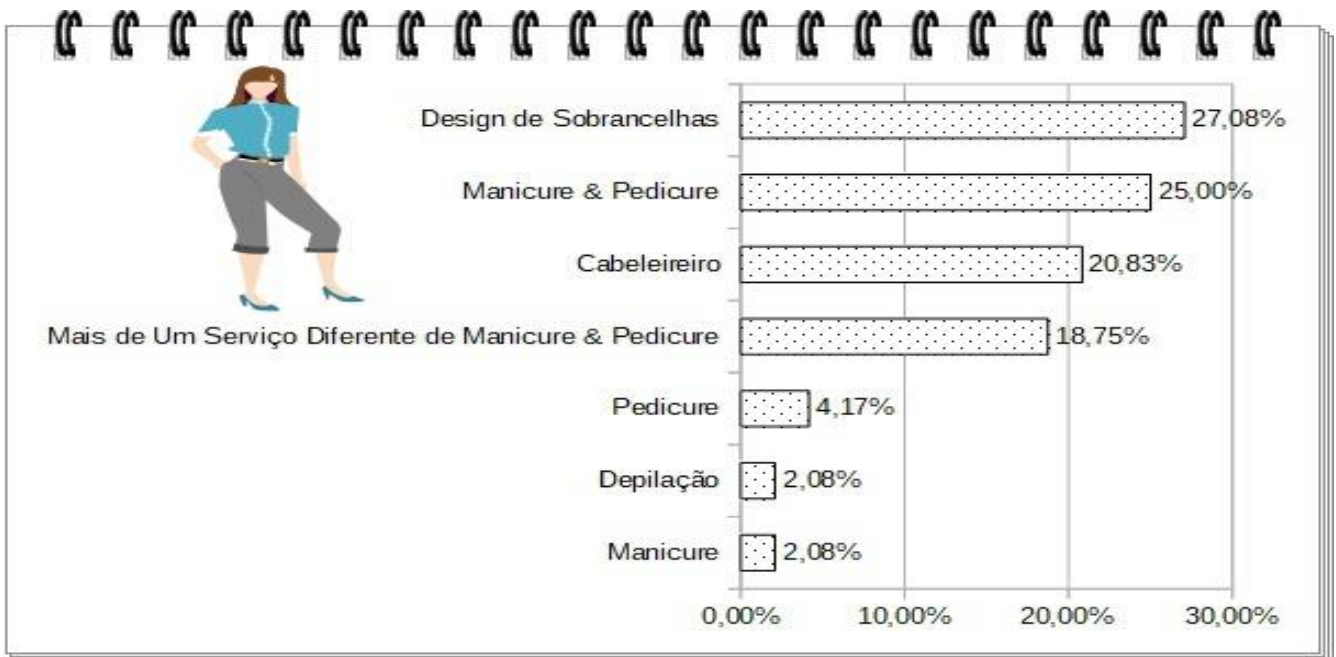 Design de Sobrancelhas 27,08%
Manicure & Pedicure 25,00%
Cabeleireiro 20,83%
Mais de Um Serviço Diferente de Manicure & Pedicure 18,75%
Pedicure 4,17%
Depilação 2,08%
Manicure 2,08%
0,00% 10,00% 20,00% 30,00%